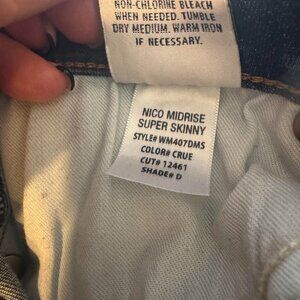 NON-CHLORINE BLEACH
WHEN NEEDED. TUMBLE
DRY MEDIUM. WARM IRON
IF NECESSARY.
NICO MIDRISE
SUPER SKINNY
STYLE# WM407DMS
COLOR# CRUE
CUT# 12461
SHADE# D